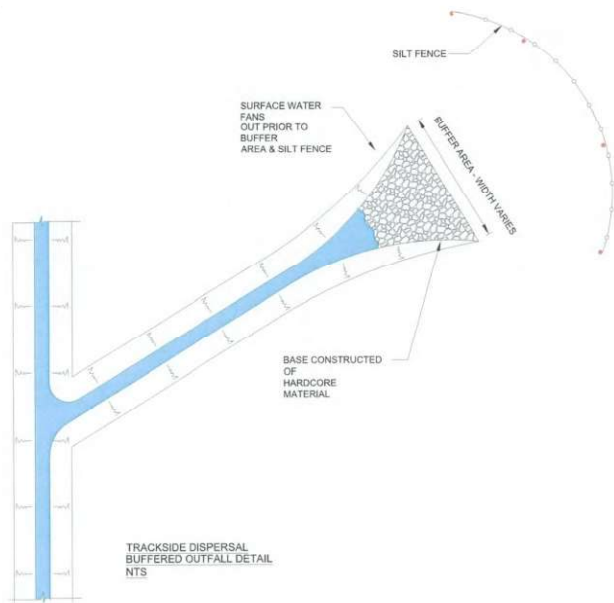 SILT FENCE
SURFACE WATER
FANS
OUT PRIOR TO
BUFFER
AREA & SILT FENCE
BUFFER AREA - WIDTH VARIES
BASE CONSTRUCTED
OF
HARDCORE
MATERIAL
TRACKSIDE DISPERSAL
BUFFERED OUTFALL DETAIL
NTS